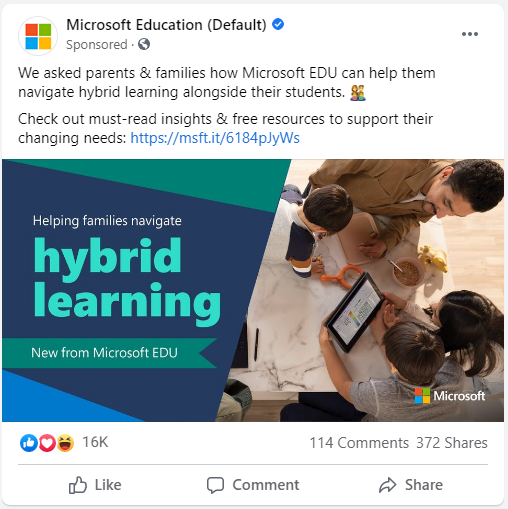 Microsoft Education (Default)
Sponsored ·
We asked parents & families how Microsoft EDU can help them
navigate hybrid learning alongside their students.
Check out must-read insights & free resources to support their
changing needs: https://msft.it/6184pJyWs
Helping families navigate
hybrid
learning
New from Microsoft EDU
Microsoft
16K
114 Comments 372 Shares
Like Comment Share